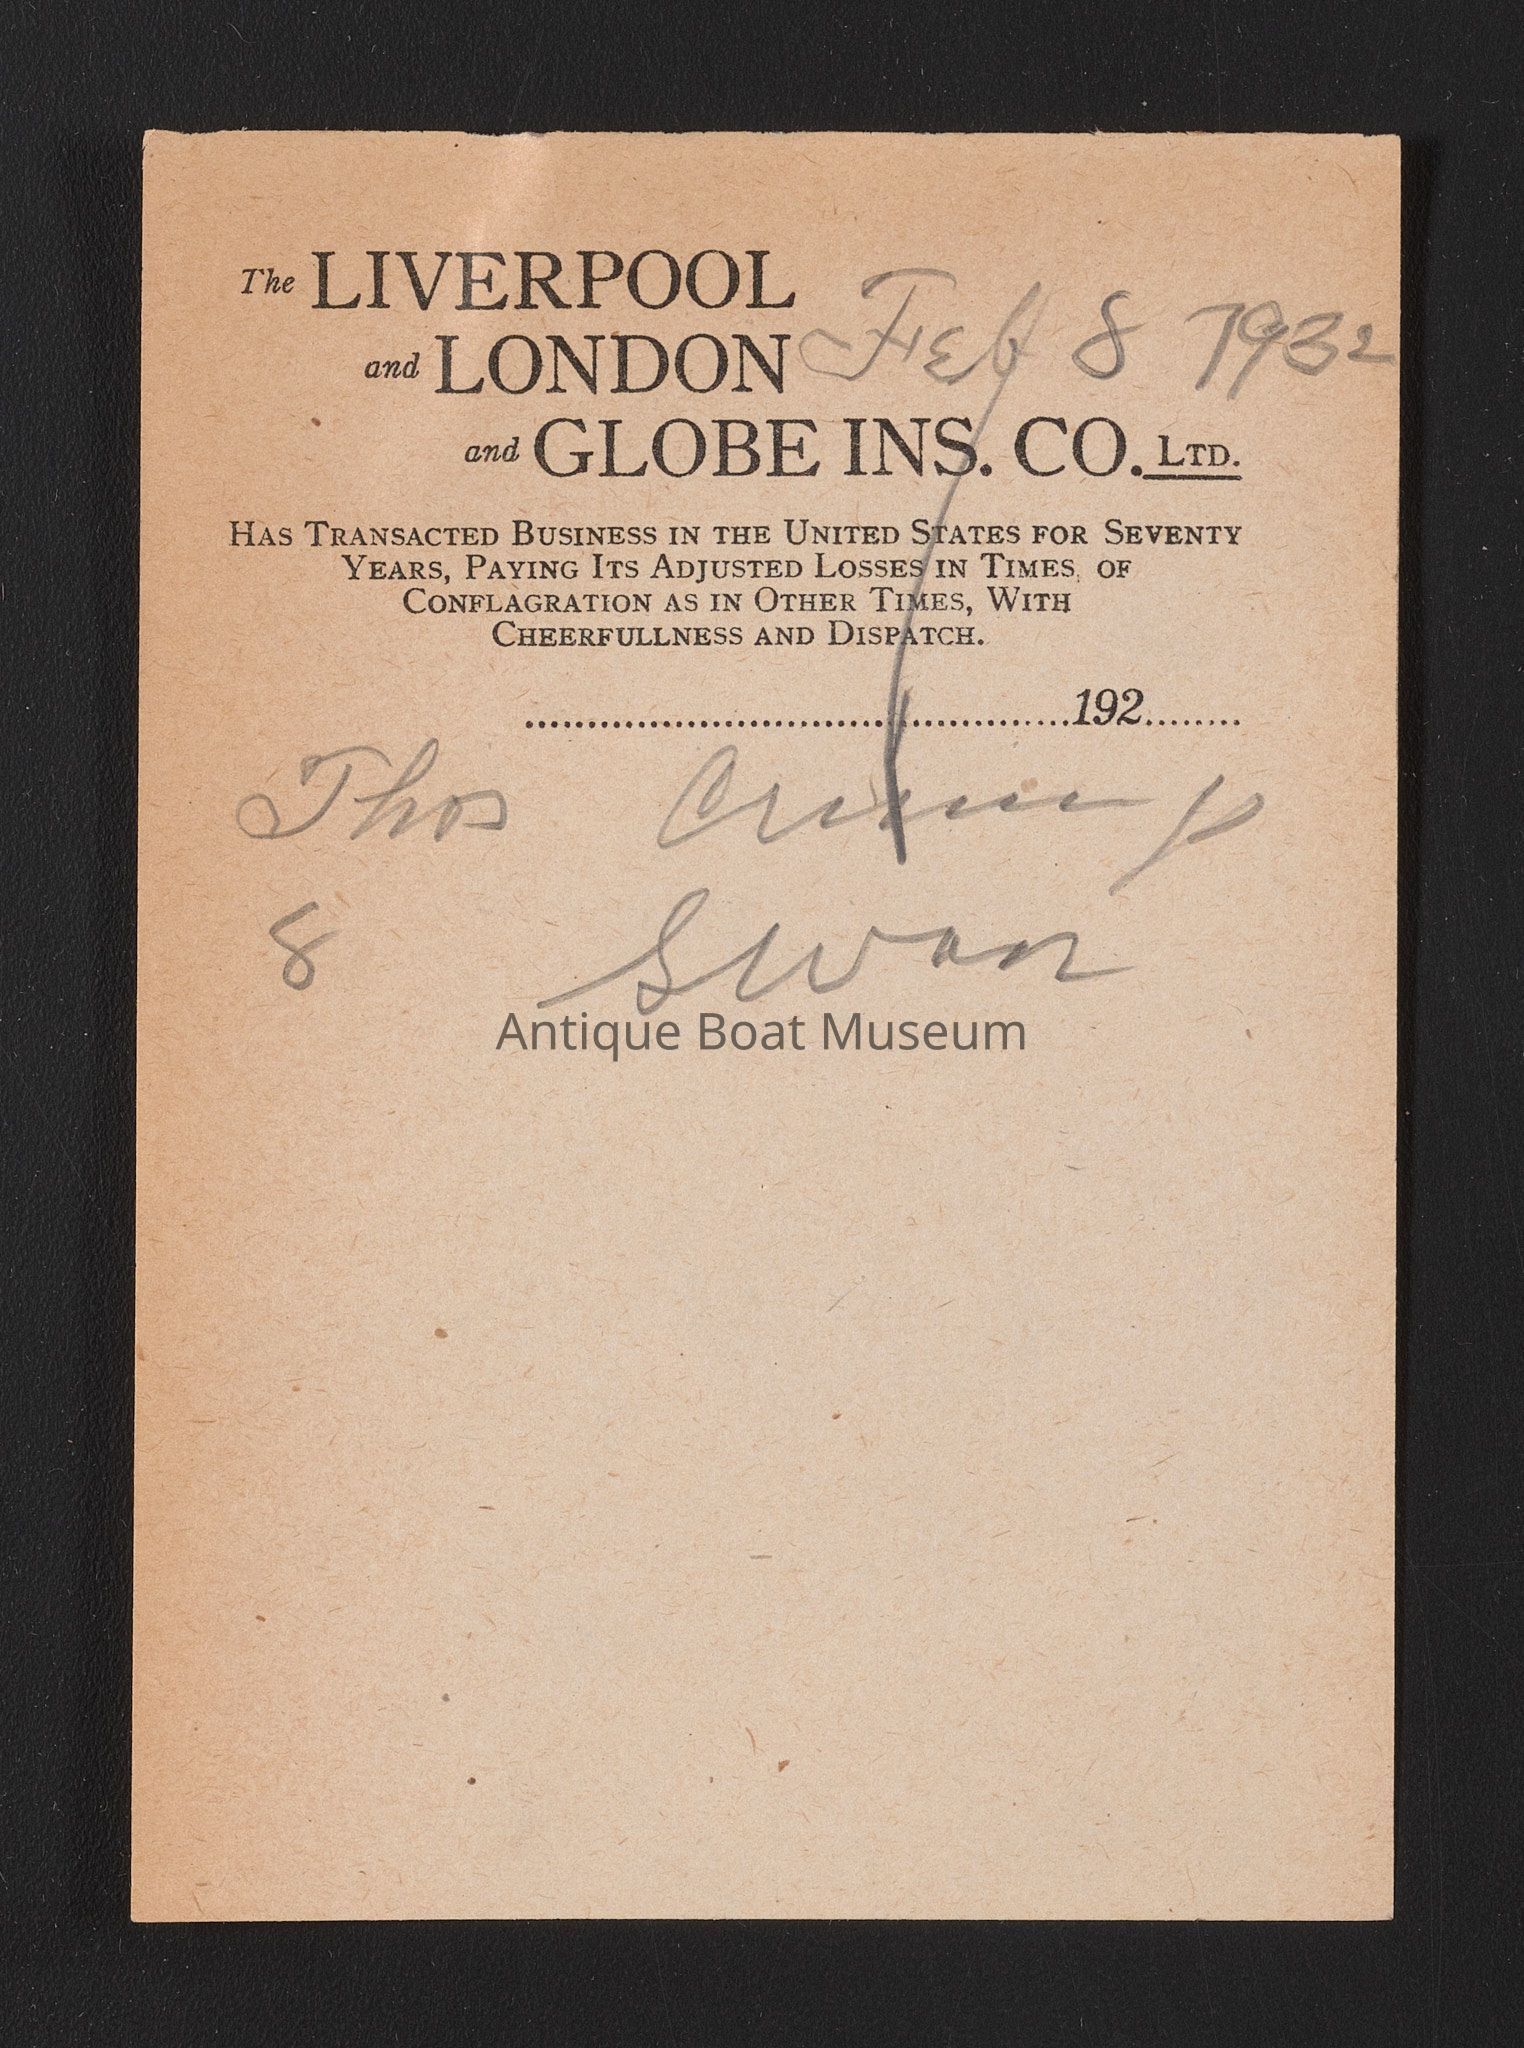 The LIVERPOOL
and LONDON
Feb 8 1932
and GLOBE INS. CO. LTD.
HAS TRANSACTED BUSINESS IN THE UNITED STATES FOR SEVENTY
YEARS, PAYING ITS ADJUSTED LOSSES IN TIMES OF
CONFLAGRATION AS IN OTHER TIMES, WITH
CHEERFULLNESS AND DISPATCH.
........................................192........
Thos Crump
8 Swan
Antique Boat Museum